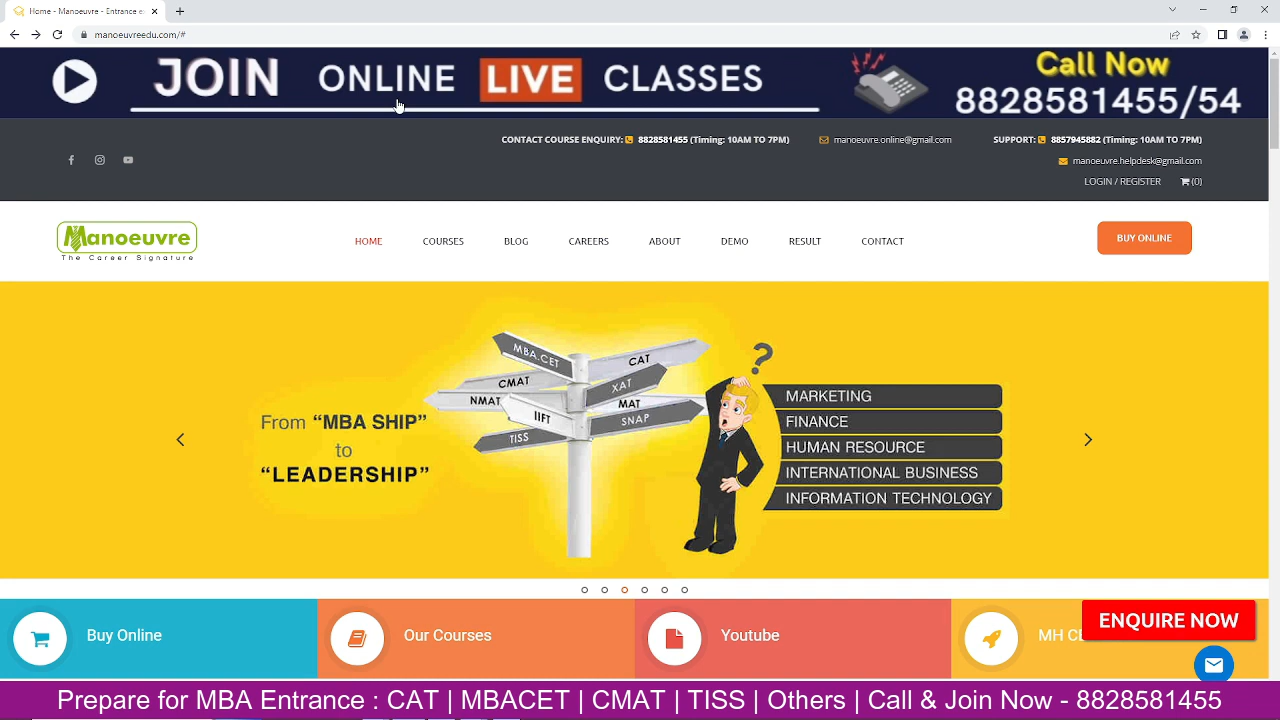 Home - Manoeuvre - Entrance e
manoeuvreedu.com/#
JOIN ONLINE LIVE CLASSES
Call Now
8828581455/54
CONTACT COURSE ENQUIRY: 8828581455 (Timing: 10AM TO 7PM)
manoeuvre.online@gmail.com
SUPPORT: 8857945882 (Timing: 10AM TO 7PM)
manoeuvre.helpdesk@gmail.com
LOGIN / REGISTER
(0)
Manoeuvre
The Career Signature
HOME
COURSES
BLOG
CAREERS
ABOUT
DEMO
RESULT
CONTACT
BUY ONLINE
From “MBA SHIP”
to
“LEADERSHIP”
MBA.CET
CAT
CMAT
XAT
NMAT
MAT
IIFT
SNAP
TISS
?
MARKETING
FINANCE
HUMAN RESOURCE
INTERNATIONAL BUSINESS
INFORMATION TECHNOLOGY
Buy Online
Our Courses
Youtube
MH CE
ENQUIRE NOW
Prepare for MBA Entrance : CAT | MBACET | CMAT | TISS | Others | Call & Join Now - 8828581455